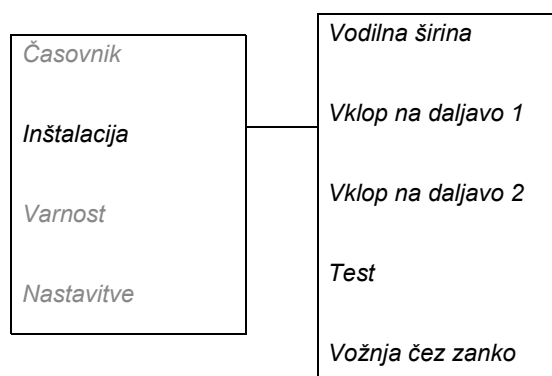 Časovnik
Inštalacija
Varnost
Nastavitve
Vodilna širina
Vklop na daljavo 1
Vklop na daljavo 2
Test
Vožnja čez zanko